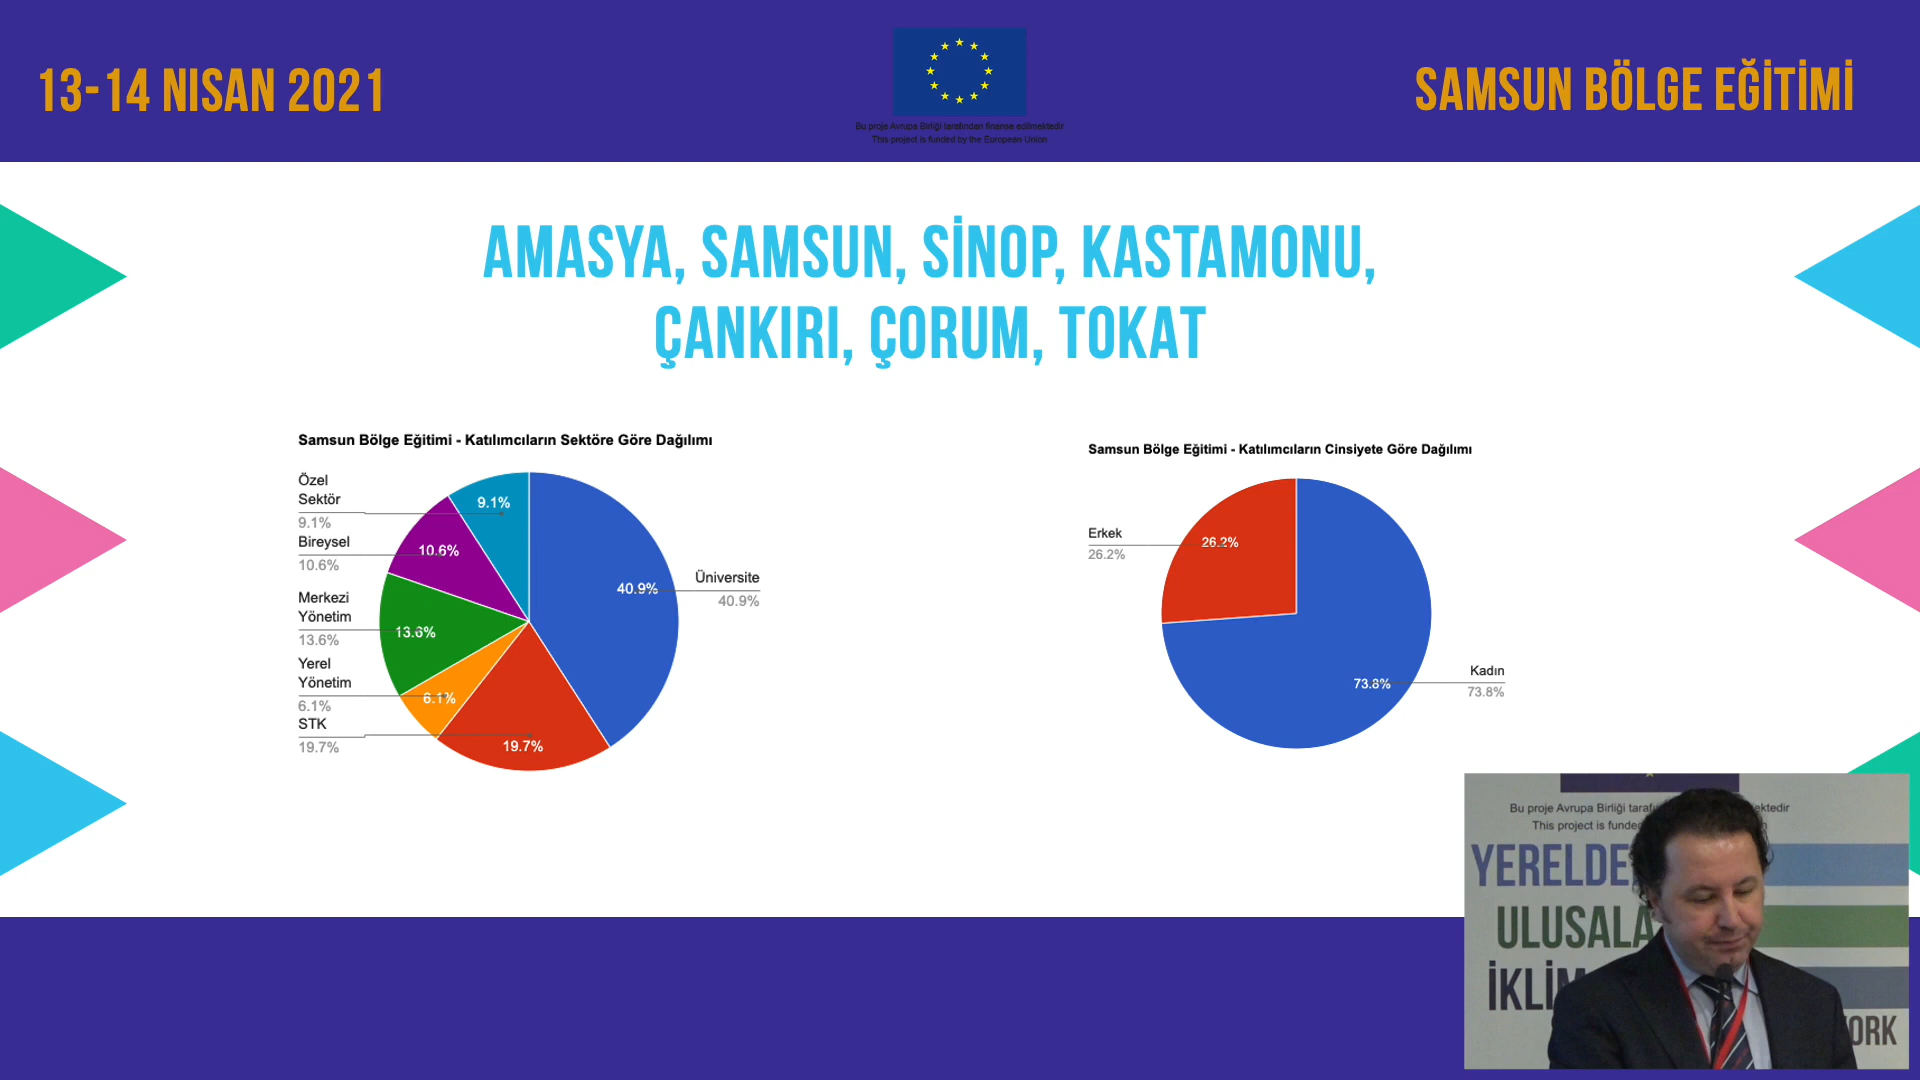 13-14 NISAN 2021
Bu proje Avrupa Birliği tarafından finanse edilmektedir
This project is funded by the European Union
SAMSUN BÖLGE EĞİTİMİ
AMASYA, SAMSUN, SİNOP, KASTAMONU,
ÇANKIRI, ÇORUM, TOKAT
Samsun Bölge Eğitimi - Katılımcıların Sektöre Göre Dağılımı
Özel
Sektör
9.1%
9.1%
Bireysel
10.6%
10.6%
Merkezi
Yönetim
13.6%
13.6%
Yerel
Yönetim
6.1%
6.1%
STK
19.7%
19.7%
40.9%
Üniversite
40.9%
Samsun Bölge Eğitimi - Katılımcıların Cinsiyete Göre Dağılımı
Erkek
26.2%
26.2%
73.8%
Kadın
73.8%
Bu proje Avrupa Birliği
This project is
YERELDE
ULUSALA